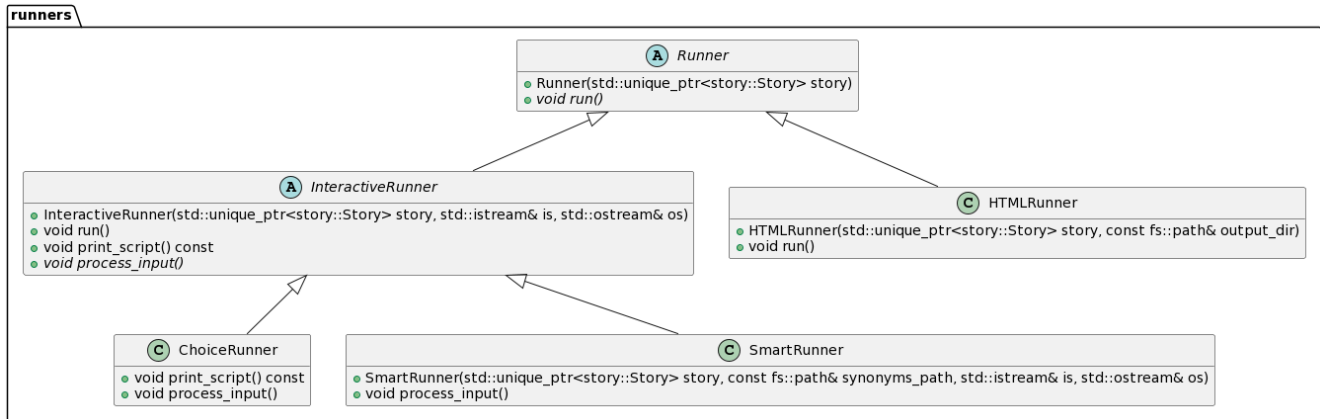 runners
A Runner
Runner(std::unique_ptr<story::Story> story)
void run()
A InteractiveRunner
InteractiveRunner(std::unique_ptr<story::Story> story, std::istream& is, std::ostream& os)
void run()
void print_script() const
void process_input()
C HTMLRunner
HTMLRunner(std::unique_ptr<story::Story> story, const fs::path& output_dir)
void run()
C ChoiceRunner
void print_script() const
void process_input()
C SmartRunner
SmartRunner(std::unique_ptr<story::Story> story, const fs::path& synonyms_path, std::istream& is, std::ostream& os)
void process_input()